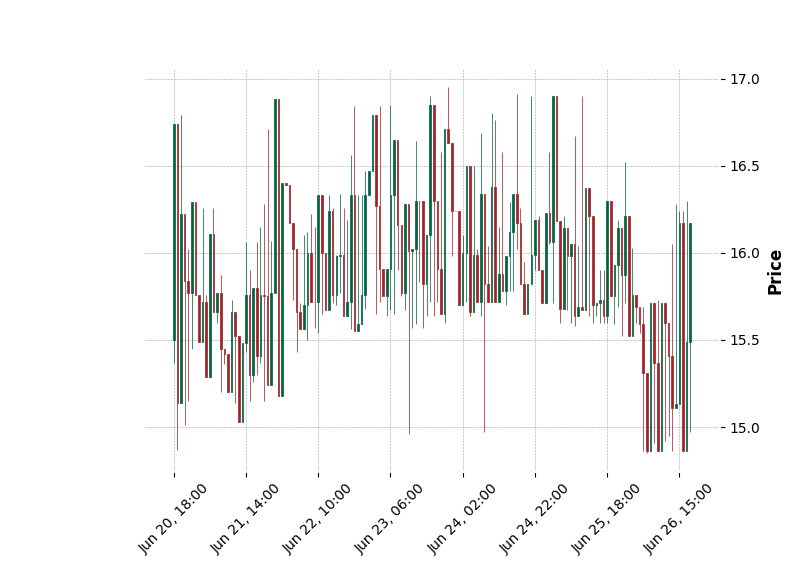 17.0
16.5
16.0
15.5
15.0
Price
Jun 20, 18:00
Jun 21, 14:00
Jun 22, 10:00
Jun 23, 06:00
Jun 24, 02:00
Jun 24, 22:00
Jun 25, 18:00
Jun 26, 15:00